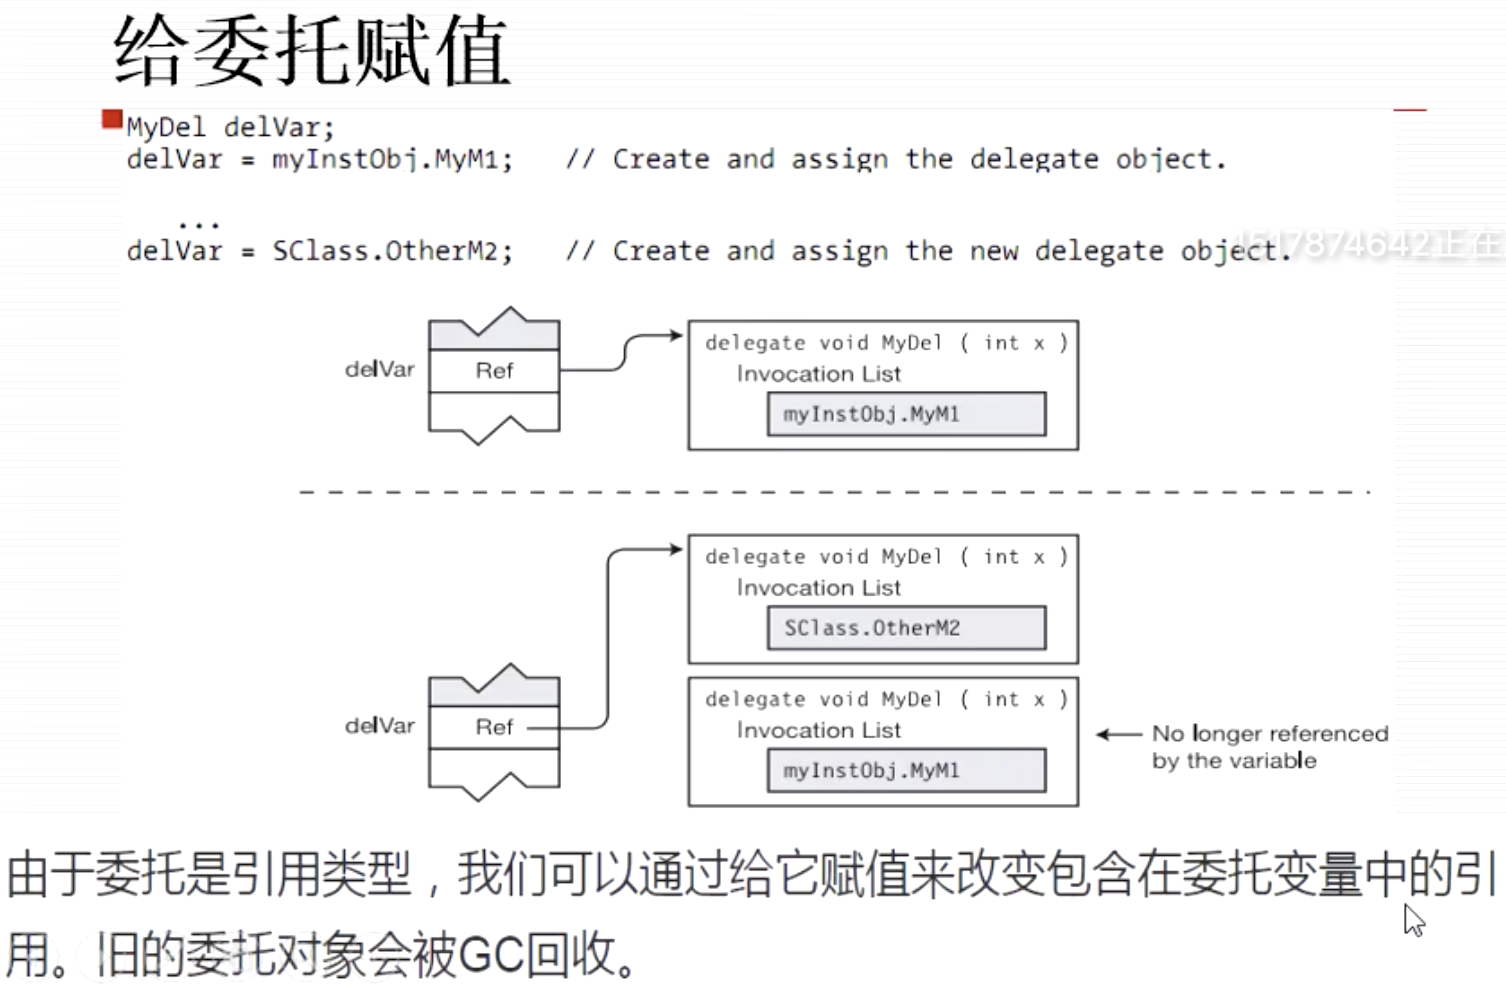 给委托赋值
MyDel delVar;
delVar = myInstObj.MyM1;   // Create and assign the delegate object.
...
delVar = SClass.OtherM2;   // Create and assign the new delegate object.
1517874642正在
delVar
Ref
delegate void MyDel ( int x )
Invocation List
myInstObj.MyM1
delegate void MyDel ( int x )
Invocation List
SClass.OtherM2
delVar
Ref
delegate void MyDel ( int x )
Invocation List
myInstObj.MyM1
No longer referenced
by the variable
由于委托是引用类型，我们可以通过给它赋值来改变包含在委托变量中的引
用。旧的委托对象会被GC回收。